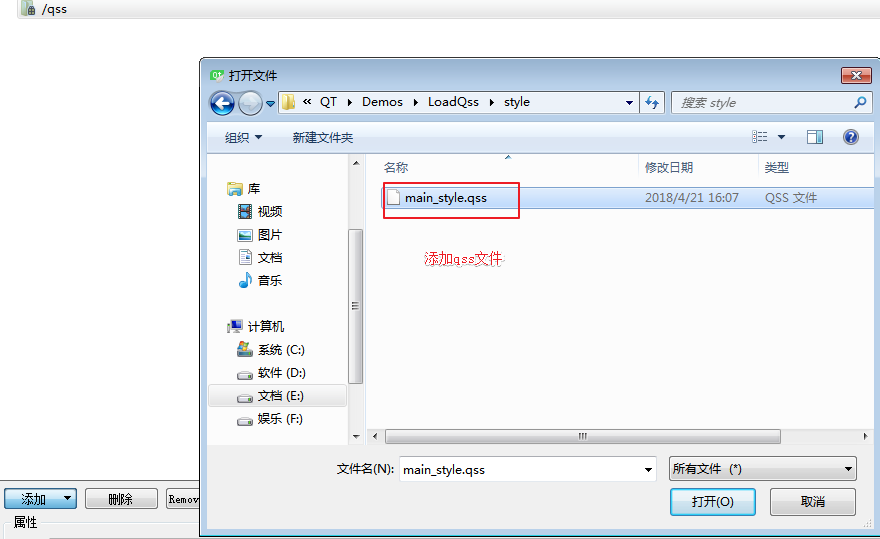 /qss
打开文件
« QT ▸ Demos ▸ LoadQss ▸ style
搜索 style
组织 新建文件夹
名称 修改日期 类型
main_style.qss 2018/4/21 16:07 QSS 文件
添加qss文件
库
视频
图片
文档
音乐
计算机
系统 (C:)
软件 (D:)
文档 (E:)
娱乐 (F:)
文件名(N): main_style.qss 所有文件 (*)
打开(O) 取消
添加 删除 Remov
属性